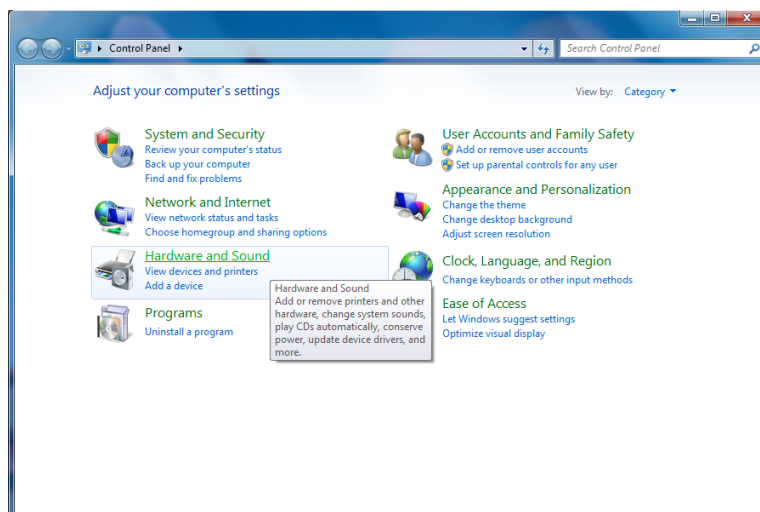 Control Panel
Search Control Panel
Adjust your computer's settings
View by: Category
System and Security
Review your computer's status
Back up your computer
Find and fix problems
Network and Internet
View network status and tasks
Choose homegroup and sharing options
Hardware and Sound
View devices and printers
Add a device
Programs
Uninstall a program
Hardware and Sound
Add or remove printers and other
hardware, change system sounds,
play CDs automatically, conserve
power, update device drivers, and
more.
User Accounts and Family Safety
Add or remove user accounts
Set up parental controls for any user
Appearance and Personalization
Change the theme
Change desktop background
Adjust screen resolution
Clock, Language, and Region
Change keyboards or other input methods
Ease of Access
Let Windows suggest settings
Optimize visual display